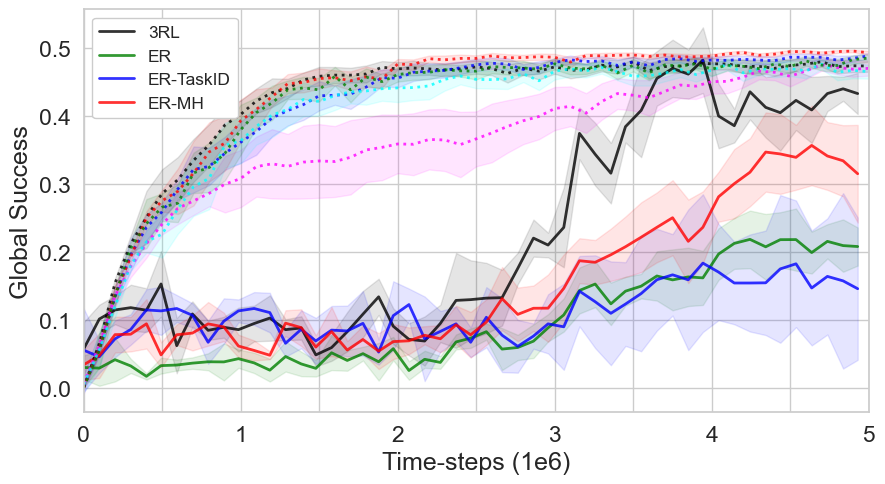 3RL
ER
ER-TaskID
ER-MH
Global Success
0.5
0.4
0.3
0.2
0.1
0.0
0 1 2 3 4 5
Time-steps (1e6)